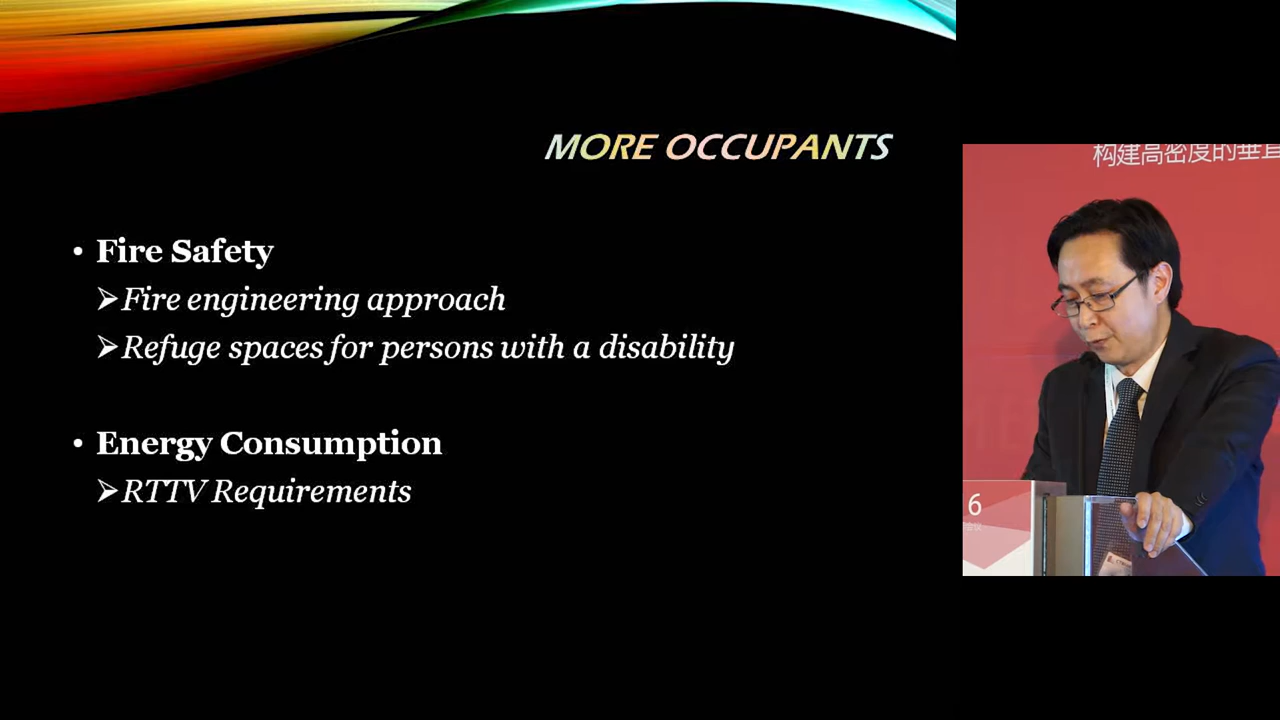 MORE OCCUPANTS
• Fire Safety
➤Fire engineering approach
➤Refuge spaces for persons with a disability
• Energy Consumption
➤RTTV Requirements
构建高密度的垂直
6